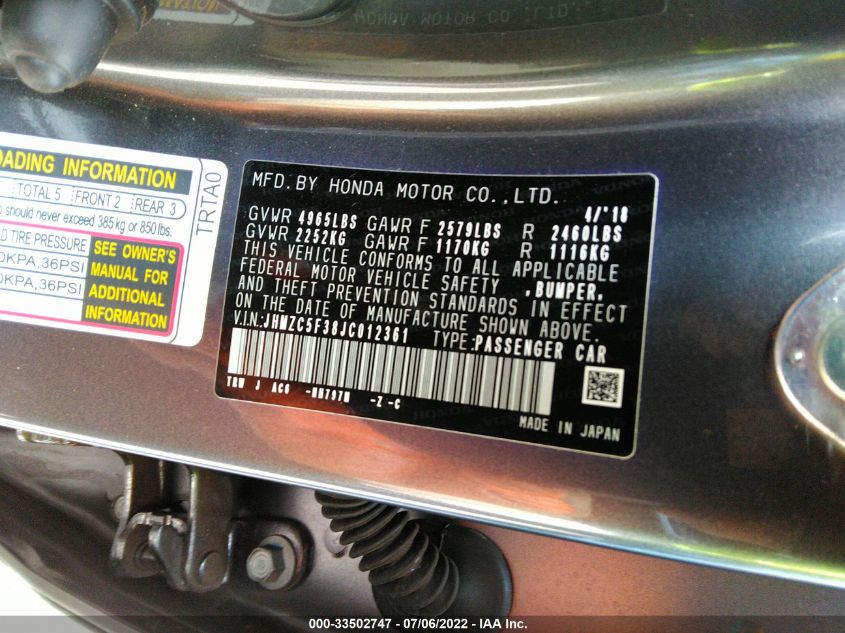 OADING INFORMATION
TOTAL 5 FRONT 2 REAR 3
should never exceed 385 kg or 850 lbs.
TIRE PRESSURE
SEE OWNER'S
MANUAL FOR
ADDITIONAL
INFORMATION
KPA,36PSI
KPA,36PSI
TRTA0
MFD. BY HONDA MOTOR CO.,LTD.
4/'18
GVWR 4965LBS GAWR F 2579LBS R 2460LBS
GVWR 2252KG GAWR F 1170KG R 1116KG
THIS VEHICLE CONFORMS TO ALL APPLICABLE
FEDERAL MOTOR VEHICLE SAFETY ,BUMPER,
AND THEFT PREVENTION STANDARDS IN EFFECT
ON THE DATE OF MANUFACTURE SHOWN ABOVE.
V.I.N: JHMZC5F38JC012361 TYPE: PASSENGER CAR
TRW J AC6 -NH797M -Z -C
MADE IN JAPAN
000-33502747 - 07/06/2022 - IAA Inc.